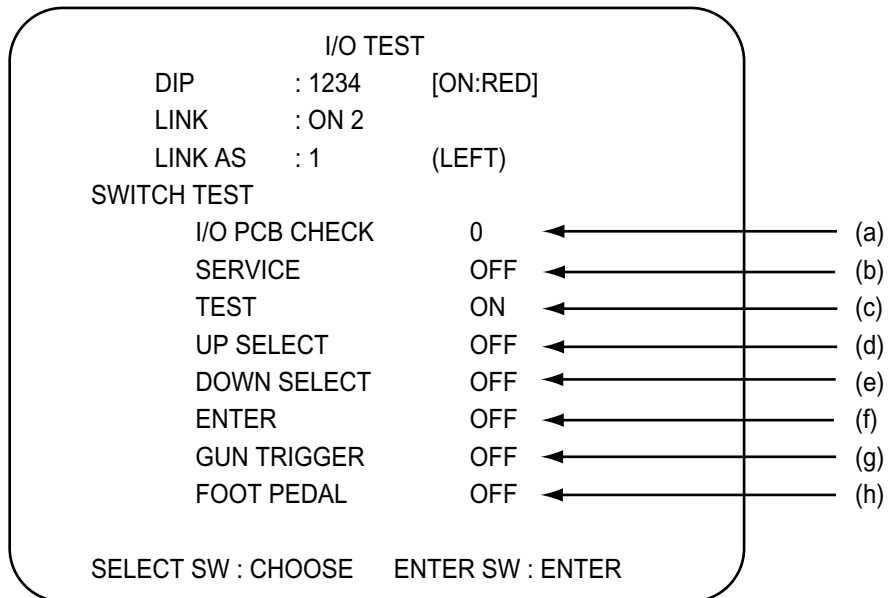 I/O TEST
DIP : 1234 [ON:RED]
LINK : ON 2
LINK AS : 1 (LEFT)
SWITCH TEST
I/O PCB CHECK 0 (a)
SERVICE OFF (b)
TEST ON (c)
UP SELECT OFF (d)
DOWN SELECT OFF (e)
ENTER OFF (f)
GUN TRIGGER OFF (g)
FOOT PEDAL OFF (h)
SELECT SW : CHOOSE ENTER SW : ENTER